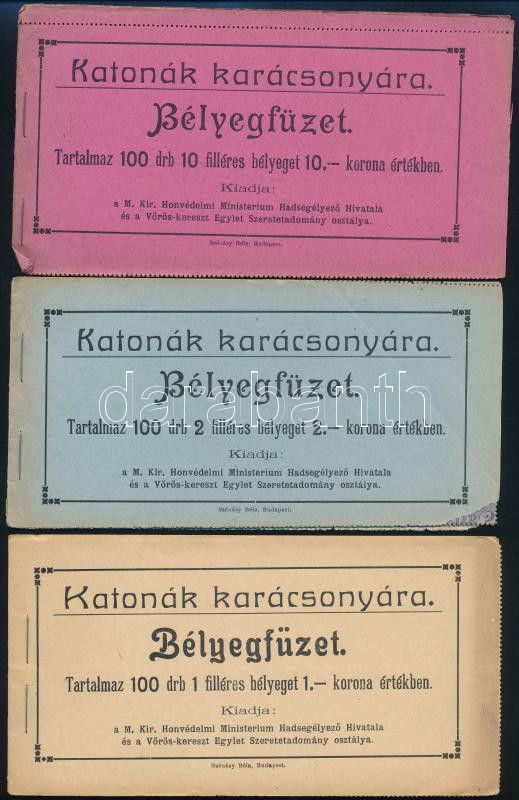 Katonák karácsonyára.
Bélyegfüzet.
Tartalmaz 100 drb 10 filléres bélyeget 10.— korona értékben.
Kiadja:
a M. Kir. Honvédelmi Ministerium Hadsegélyező Hivatala
és a Vörös-kereszt Egylet Szeretetadomány osztálya.
Szénásy Béla, Budapest.
Katonák karácsonyára.
Bélyegfüzet.
darabanth
Tartalmaz 100 drb 2 filléres bélyeget 2.— korona értékben.
Kiadja:
a M. Kir. Honvédelmi Ministerium Hadsegélyező Hivatala
és a Vörös-kereszt Egylet Szeretetadomány osztálya.
Szénásy Béla, Budapest.
Katonák karácsonyára.
Bélyegfüzet.
Tartalmaz 100 drb 1 filléres bélyeget 1.— korona értékben.
Kiadja:
a M. Kir. Honvédelmi Ministerium Hadsegélyező Hivatala
és a Vörös-kereszt Egylet Szeretetadomány osztálya.
Szénásy Béla, Budapest.